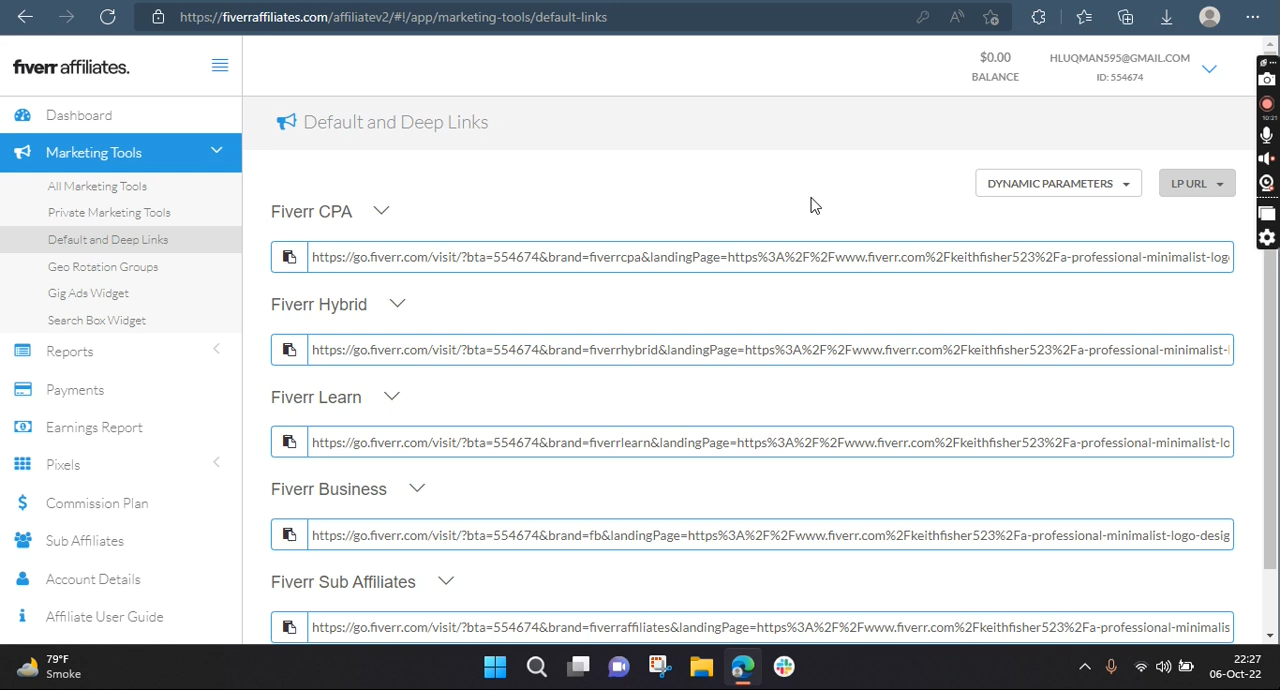 https://fiverraffiliates.com/affiliatev2/#!/app/marketing-tools/default-links
fiverr affiliates.
$0.00
BALANCE
HLUQMAN595@GMAIL.COM
ID: 554674
Dashboard
Marketing Tools
All Marketing Tools
Private Marketing Tools
Default and Deep Links
Geo Rotation Groups
Gig Ads Widget
Search Box Widget
Reports
Payments
Earnings Report
Pixels
Commission Plan
Sub Affiliates
Account Details
Affiliate User Guide
Default and Deep Links
DYNAMIC PARAMETERS
LP URL
Fiverr CPA
https://go.fiverr.com/visit/?bta=554674&brand=fiverrcpa&landingPage=https%3A%2F%2Fwww.fiverr.com%2Fkeithfisher523%2Fa-professional-minimalist-log
Fiverr Hybrid
https://go.fiverr.com/visit/?bta=554674&brand=fiverrhybrid&landingPage=https%3A%2F%2Fwww.fiverr.com%2Fkeithfisher523%2Fa-professional-minimalist-
Fiverr Learn
https://go.fiverr.com/visit/?bta=554674&brand=fiverrlearn&landingPage=https%3A%2F%2Fwww.fiverr.com%2Fkeithfisher523%2Fa-professional-minimalist-lo
Fiverr Business
https://go.fiverr.com/visit/?bta=554674&brand=fb&landingPage=https%3A%2F%2Fwww.fiverr.com%2Fkeithfisher523%2Fa-professional-minimalist-logo-desig
Fiverr Sub Affiliates
https://go.fiverr.com/visit/?bta=554674&brand=fiverraffiliates&landingPage=https%3A%2F%2Fwww.fiverr.com%2Fkeithfisher523%2Fa-professional-minimalis
10:21
79°F
Smoke
22:27
06-Oct-22